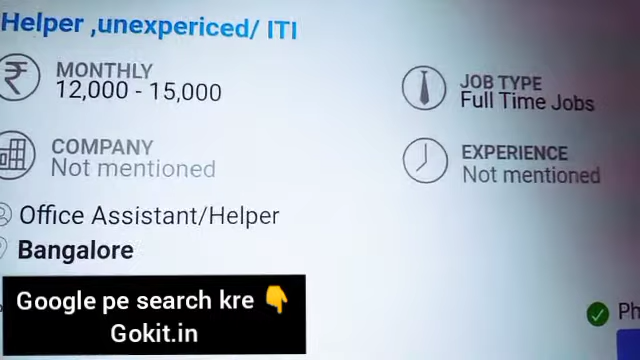 Helper ,unexpericed/ ITI
MONTHLY
12,000 - 15,000
JOB TYPE
Full Time Jobs
COMPANY
Not mentioned
EXPERIENCE
Not mentioned
Office Assistant/Helper
Bangalore
Google pe search kre 👇
Gokit.in
Ph